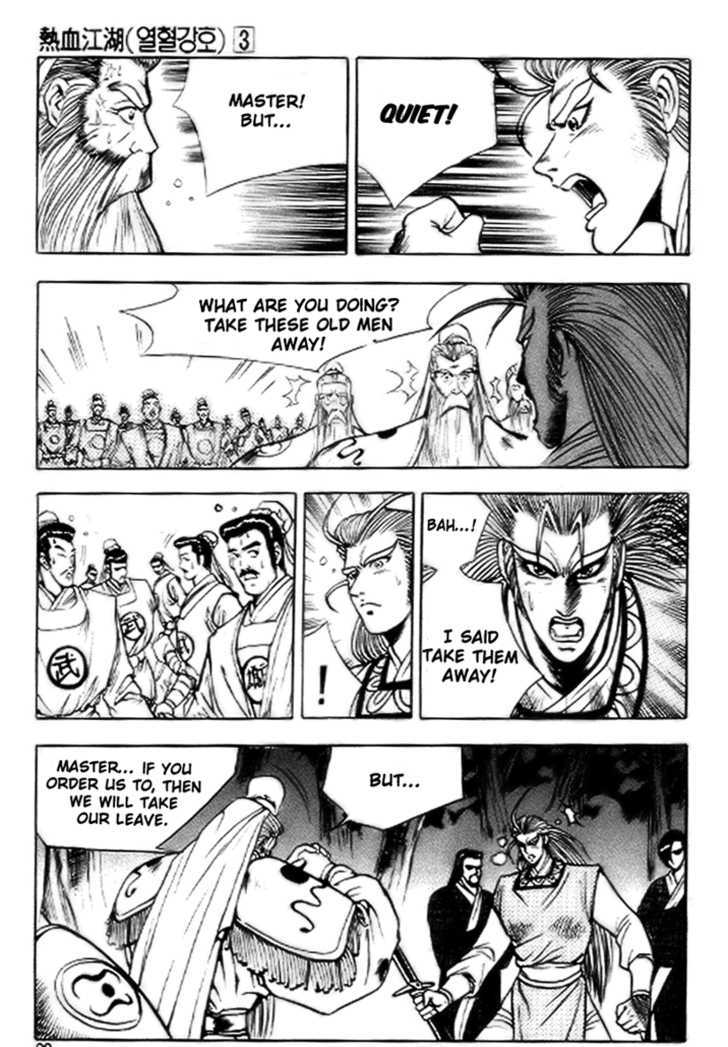 熱血江湖(열혈강호) 3
MASTER!
BUT...
QUIET!
WHAT ARE YOU DOING?
TAKE THESE OLD MEN
AWAY!
武
BAH...!
!
I SAID
TAKE THEM
AWAY!
MASTER... IF YOU
ORDER US TO, THEN
WE WILL TAKE
OUR LEAVE.
BUT...